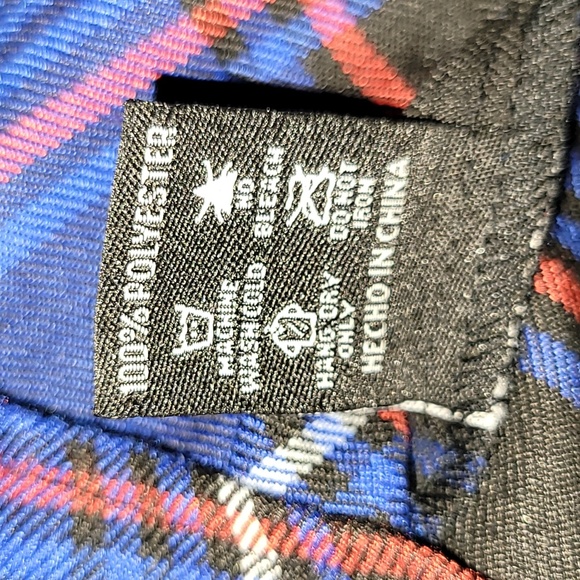 100% POLYESTER
MACHINE
WASH COLD
NO
BLEACH
HANG DRY
ONLY
DO NOT
IRON
HECHO IN CHINA